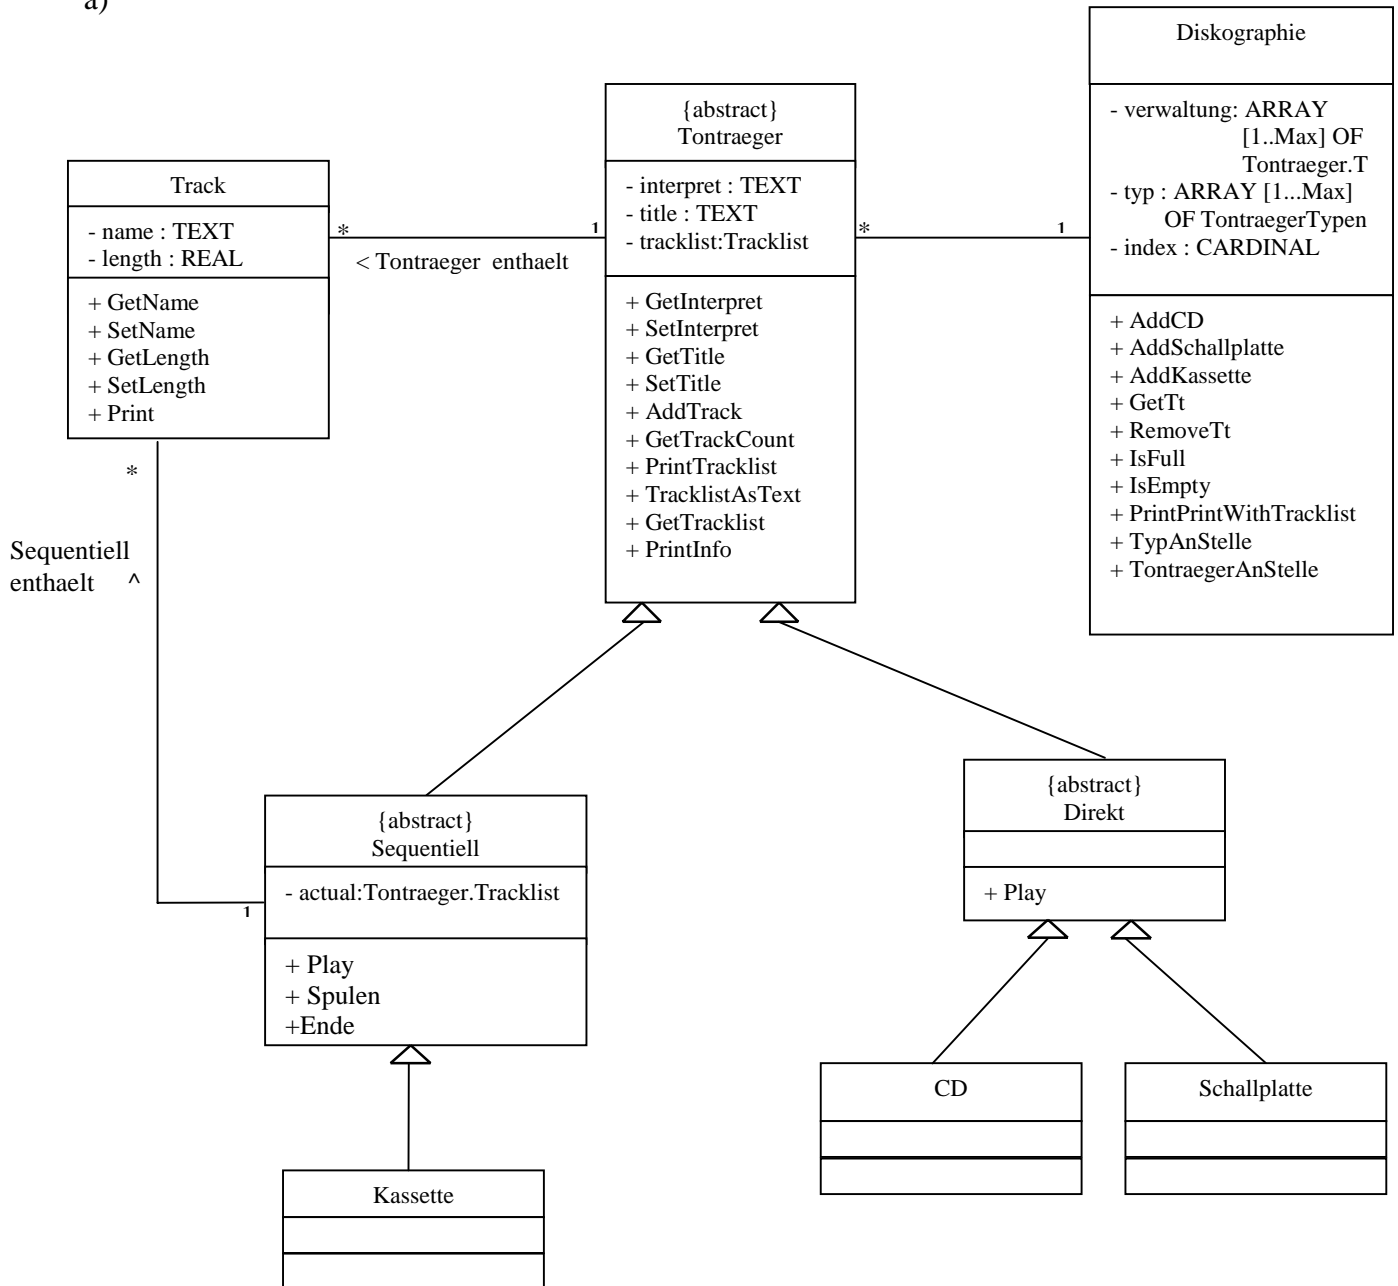 a)
Diskographie
- verwaltung: ARRAY
[1..Max] OF
Tontraeger.T
- typ : ARRAY [1...Max]
OF TontraegerTypen
- index : CARDINAL
+ AddCD
+ AddSchallplatte
+ AddKassette
+ GetTt
+ RemoveTt
+ IsFull
+ IsEmpty
+ PrintPrintWithTracklist
+ TypAnStelle
+ TontraegerAnStelle
{abstract}
Tontraeger
- interpret : TEXT
- title : TEXT
- tracklist:Tracklist
+ GetInterpret
+ SetInterpret
+ GetTitle
+ SetTitle
+ AddTrack
+ GetTrackCount
+ PrintTracklist
+ TracklistAsText
+ GetTracklist
+ PrintInfo
* 1
Track
- name : TEXT
- length : REAL
+ GetName
+ SetName
+ GetLength
+ SetLength
+ Print
* 1
< Tontraeger enthaelt
*
Sequentiell
enthaelt ^
1
{abstract}
Sequentiell
- actual:Tontraeger.Tracklist
+ Play
+ Spulen
+Ende
{abstract}
Direkt
+ Play
CD
Schallplatte
Kassette